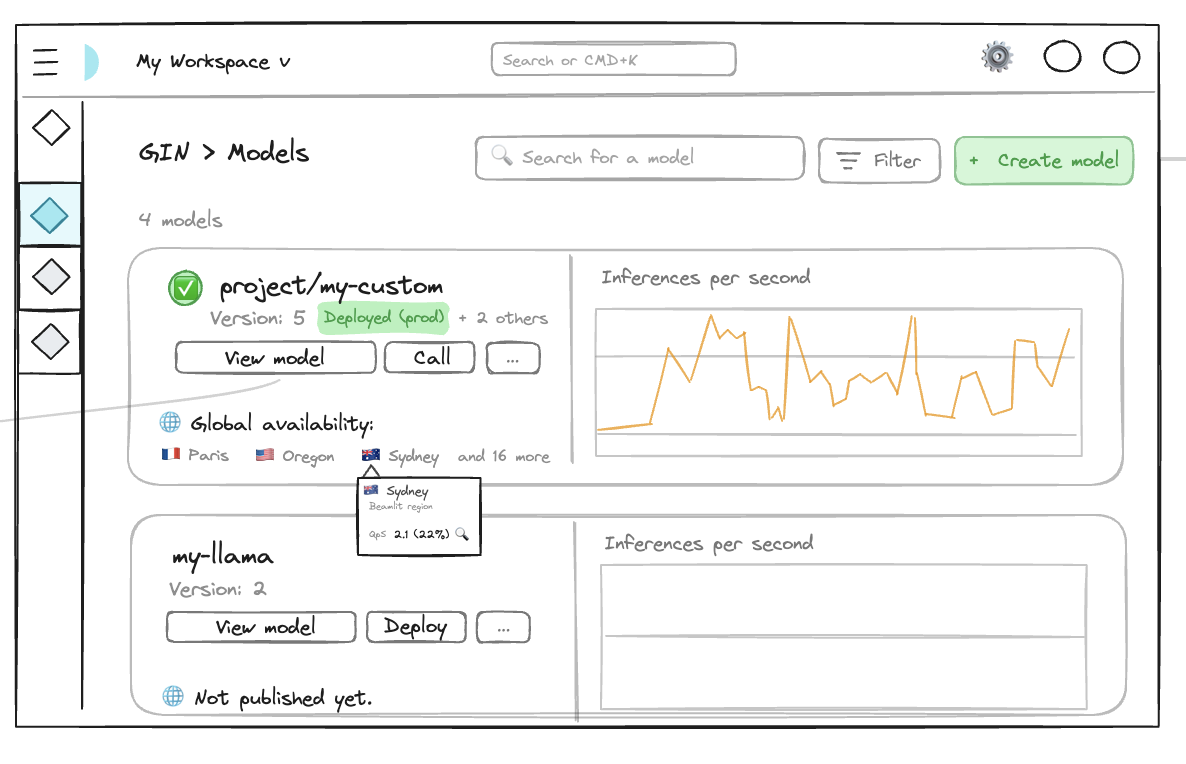 My Workspace v
Search or CMD+K
GIN > Models
Search for a model
Filter
+ Create model
4 models
project/my-custom
Version: 5 Deployed (prod) + 2 others
View model
Call
...
Global availability:
Paris Oregon Sydney and 16 more
Sydney
Beamlit region
qps 2.1 (22%)
Inferences per second
my-llama
Version: 2
View model
Deploy
...
Not published yet.
Inferences per second